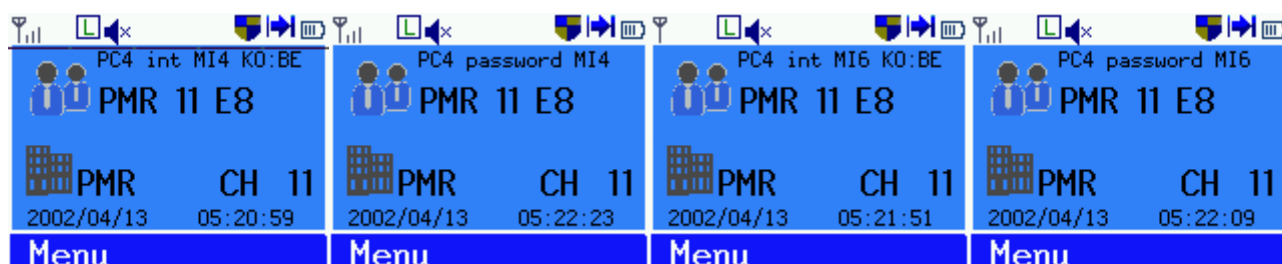 L
PC4 int MI4 K0:BE
PMR 11 E8
PMR CH 11
2002/04/13 05:20:59
Menu
L
PC4 password MI4
PMR 11 E8
PMR CH 11
2002/04/13 05:22:23
Menu
L
PC4 int MI6 K0:BE
PMR 11 E8
PMR CH 11
2002/04/13 05:21:51
Menu
L
PC4 password MI6
PMR 11 E8
PMR CH 11
2002/04/13 05:22:09
Menu